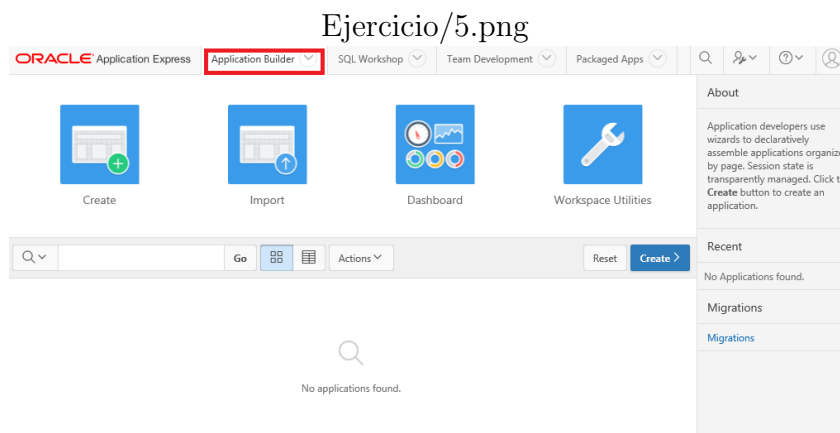 Ejercicio/5.png
ORACLE Application Express Application Builder SQL Workshop Team Development Packaged Apps
Create Import Dashboard Workspace Utilities
Go Actions Reset Create
No applications found.
About
Application developers use
wizards to declaratively
assemble applications organiz
by page. Session state is
transparently managed. Click t
Create button to create an
application.
Recent
No Applications found.
Migrations
Migrations